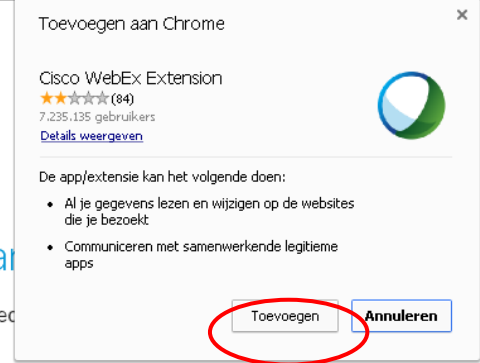 Toevoegen aan Chrome
Cisco WebEx Extension
(84)
7.235.135 gebruikers
Details weergeven
De app/extensie kan het volgende doen:
• Al je gegevens lezen en wijzigen op de websites
die je bezoekt
• Communiceren met samenwerkende legitieme
apps
Toevoegen
Annuleren